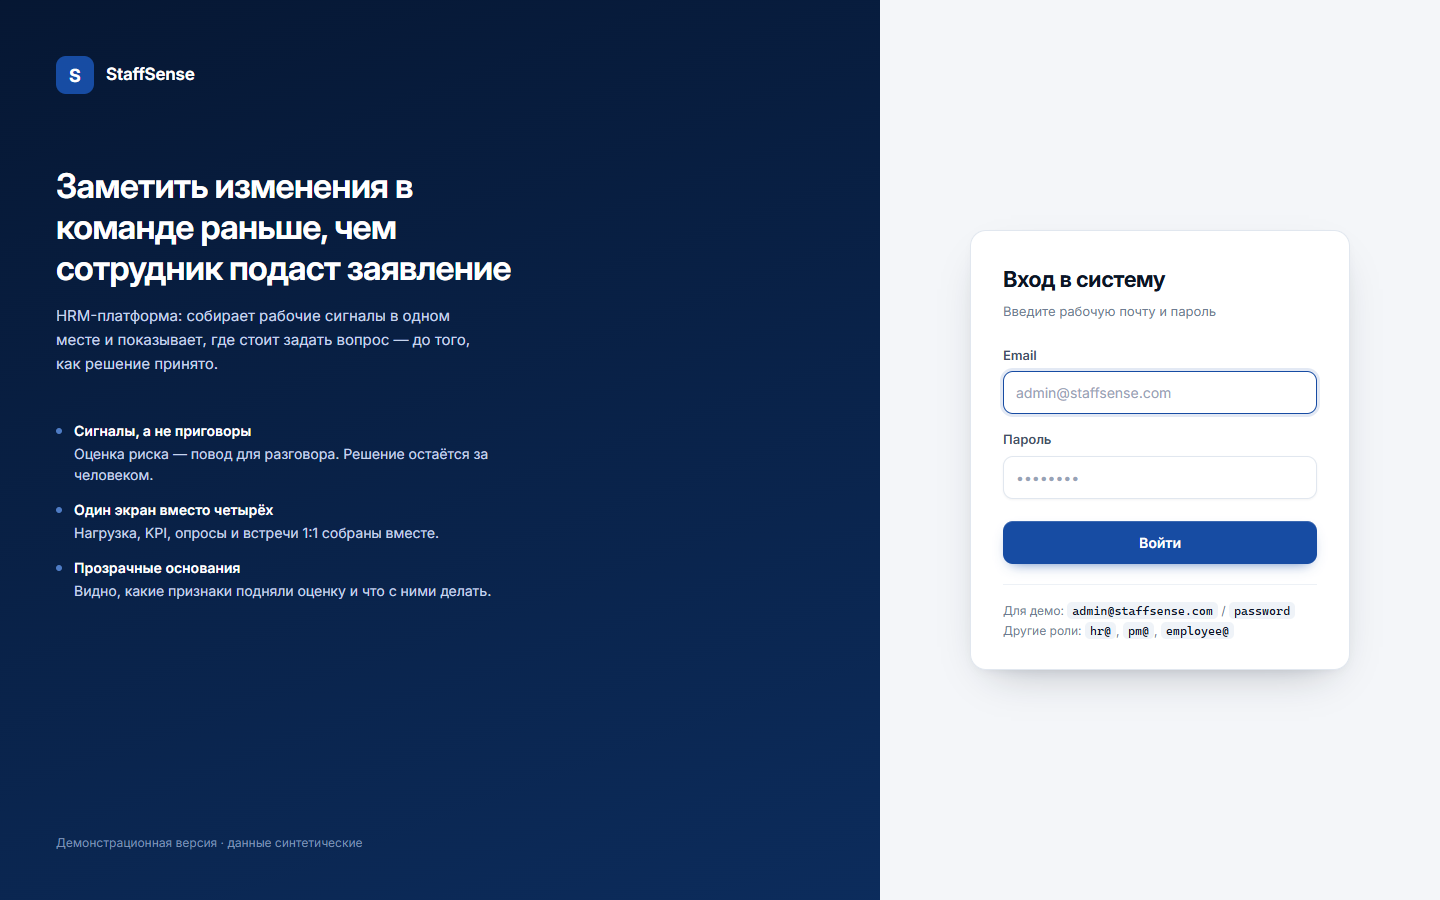 S
StaffSense
Заметить изменения в
команде раньше, чем
сотрудник подаст заявление
HRM-платформа: собирает рабочие сигналы в одном
месте и показывает, где стоит задать вопрос — до того,
как решение принято.
Сигналы, а не приговоры
Оценка риска — повод для разговора. Решение остаётся за
человеком.
Один экран вместо четырёх
Нагрузка, KPI, опросы и встречи 1:1 собраны вместе.
Прозрачные основания
Видно, какие признаки подняли оценку и что с ними делать.
Демонстрационная версия · данные синтетические
Вход в систему
Введите рабочую почту и пароль
Email
admin@staffsense.com
Пароль
••••••••
Войти
Для демо: admin@staffsense.com / password
Другие роли: hr@ , pm@ , employee@